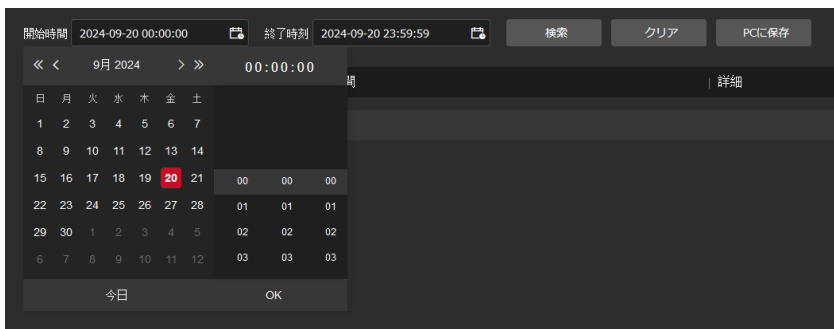 開始時間 2024-09-20 00:00:00 終了時刻 2024-09-20 23:59:59 検索 クリア PCに保存
9月 2024 00:00:00
間 詳細
日 月 火 水 木 金 土
1 2 3 4 5 6 7
8 9 10 11 12 13 14
15 16 17 18 19 20 21 00 00 00
22 23 24 25 26 27 28 01 01 01
29 30 1 2 3 4 5 02 02 02
6 7 8 9 10 11 12 03 03 03
今日 OK